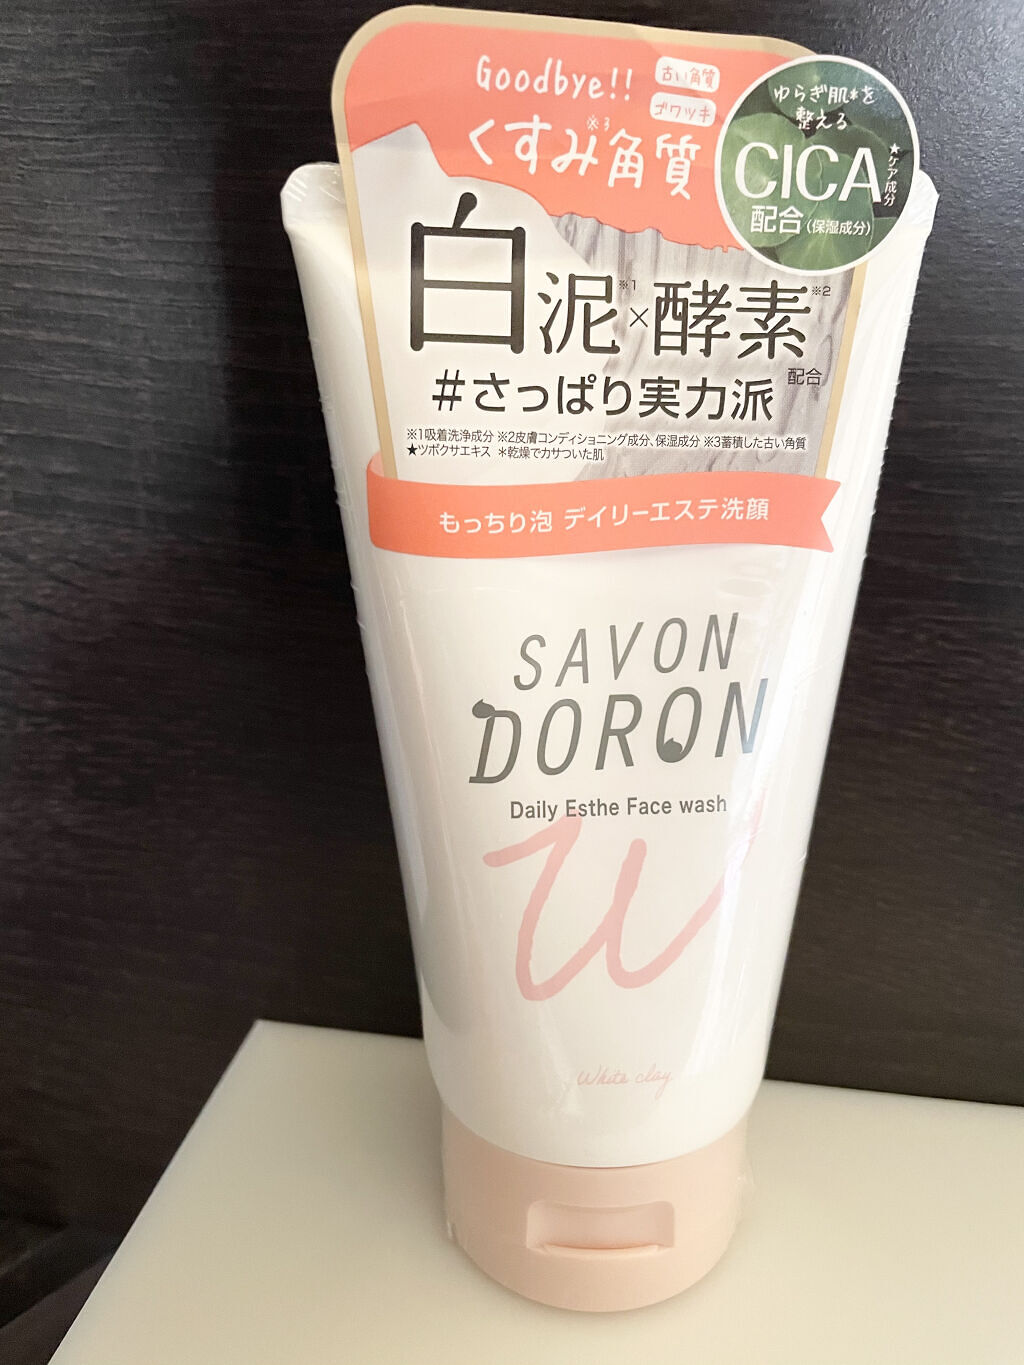 Goodbye!!
古い角質
ゴワツキ
くすみ角質※3
ゆらぎ肌*を
整える
CICA
★ケア成分
配合(保湿成分)
白泥※1×酵素※2
配合
#さっぱり実力派
※1吸着洗浄成分 ※2皮膚コンディショニング成分、保湿成分 ※3蓄積した古い角質
★ツボクサエキス *乾燥でカサついた肌
もっちり泡 デイリーエステ洗顔
SAVON
DORON
Daily Esthe Face wash
W
White clay